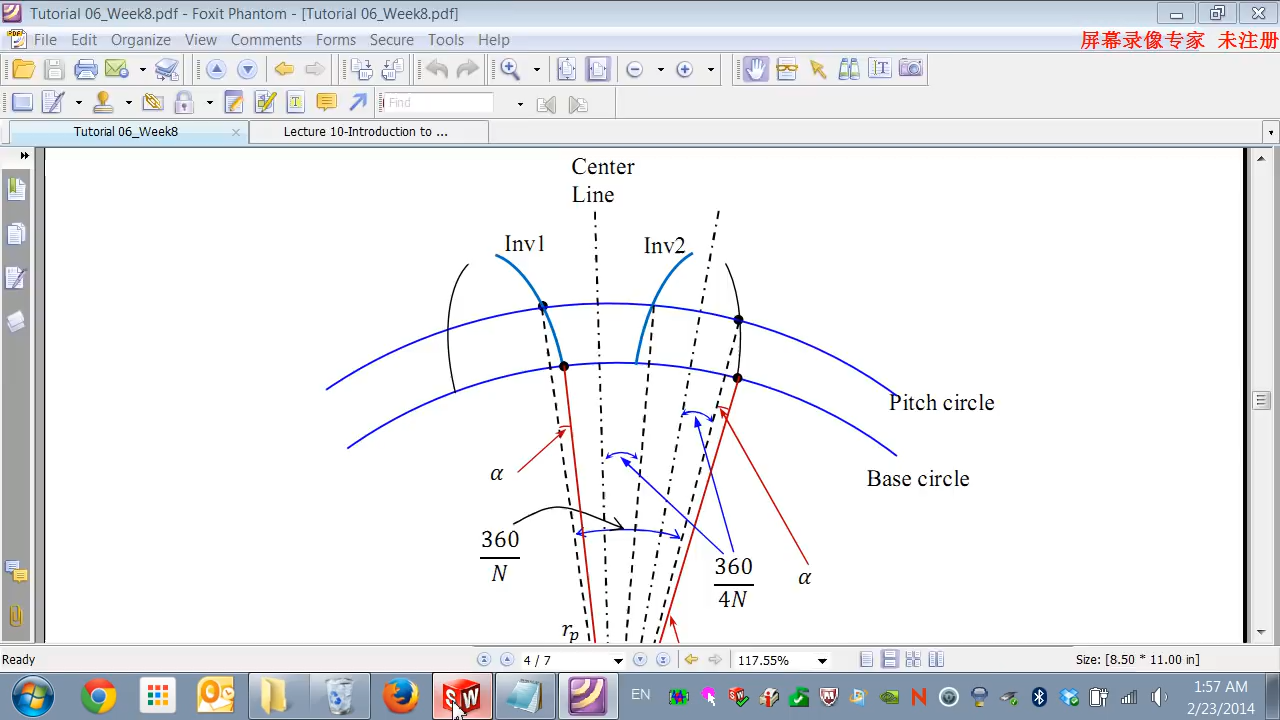 Tutorial 06_Week8.pdf - Foxit Phantom - [Tutorial 06_Week8.pdf]
File Edit Organize View Comments Forms Secure Tools Help
屏幕录像专家 未注册
Find
Tutorial 06_Week8
Lecture 10-Introduction to ...
Center
Line
Inv1
Inv2
Pitch circle
Base circle
α
360
N
360
4N
α
rₚ
Ready
4 / 7
117.55%
Size: [8.50 * 11.00 in]
EN
1:57 AM
2/23/2014